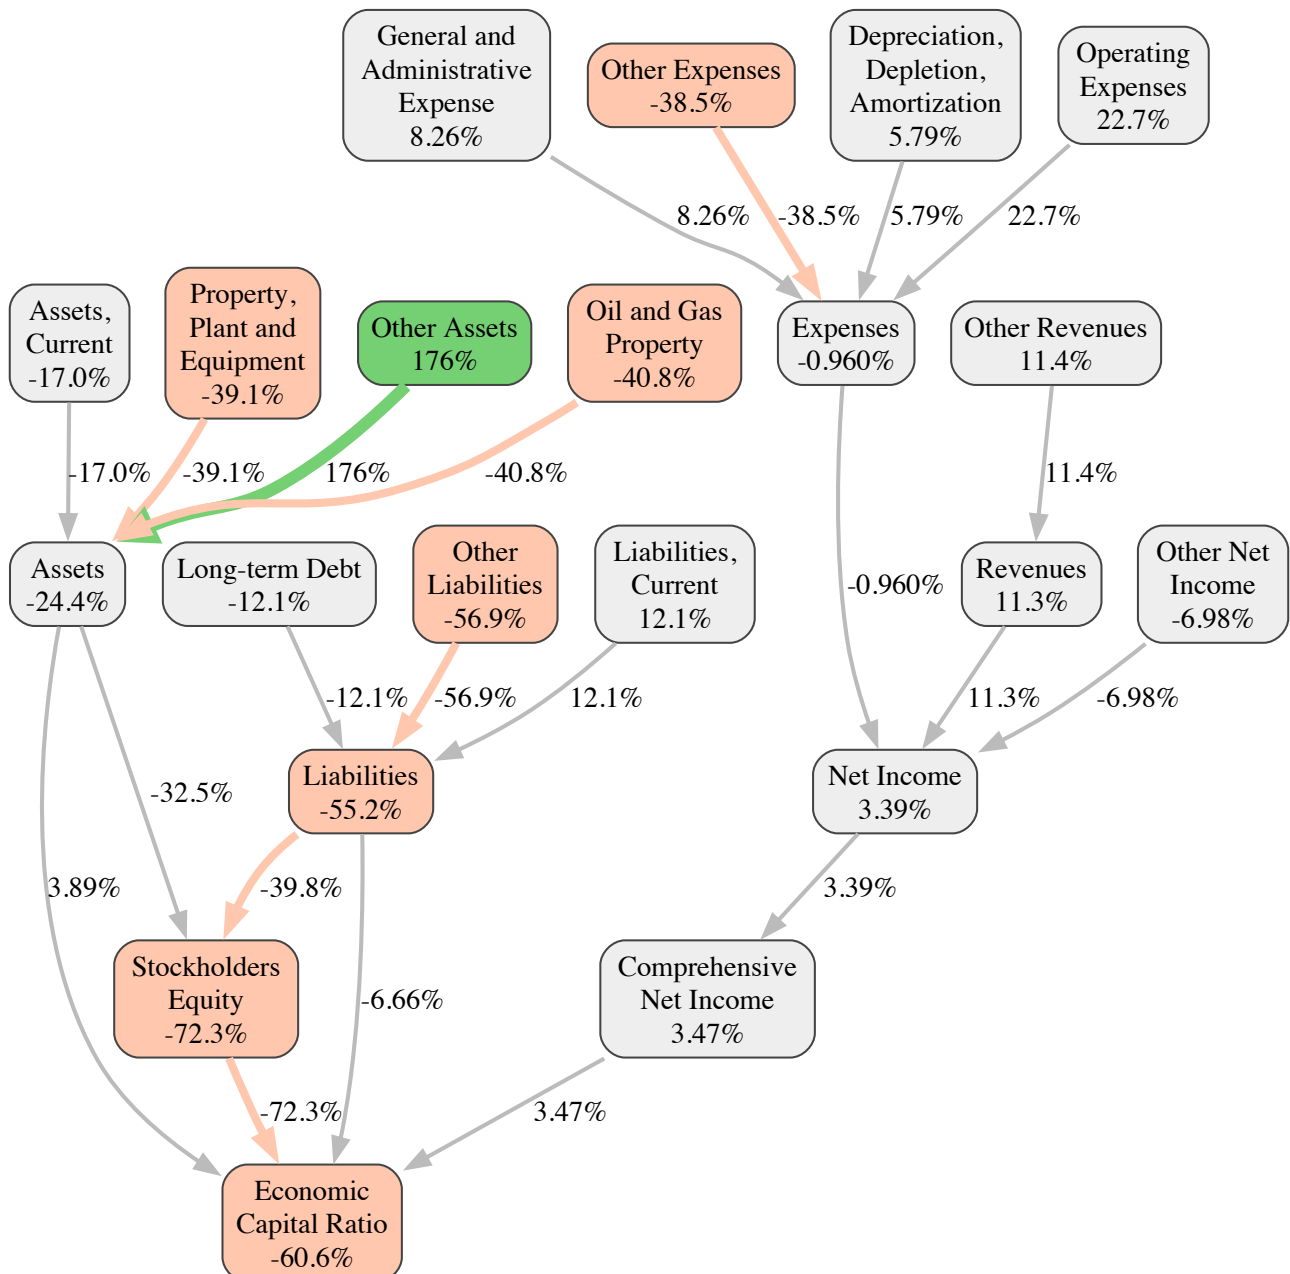 General and
Administrative
Expense
8.26%
Other Expenses
-38.5%
Depreciation,
Depletion,
Amortization
5.79%
Operating
Expenses
22.7%
8.26%
-38.5%
5.79%
22.7%
Assets,
Current
-17.0%
Property,
Plant and
Equipment
-39.1%
Other Assets
176%
Oil and Gas
Property
-40.8%
Expenses
-0.960%
Other Revenues
11.4%
-17.0%
-39.1%
176%
-40.8%
11.4%
Assets
-24.4%
Long-term Debt
-12.1%
Other
Liabilities
-56.9%
Liabilities,
Current
12.1%
-0.960%
Revenues
11.3%
Other Net
Income
-6.98%
-12.1%
-56.9%
12.1%
11.3%
-6.98%
Liabilities
-55.2%
Net Income
3.39%
-32.5%
3.89%
-39.8%
3.39%
Stockholders
Equity
-72.3%
-6.66%
Comprehensive
Net Income
3.47%
-72.3%
3.47%
Economic
Capital Ratio
-60.6%